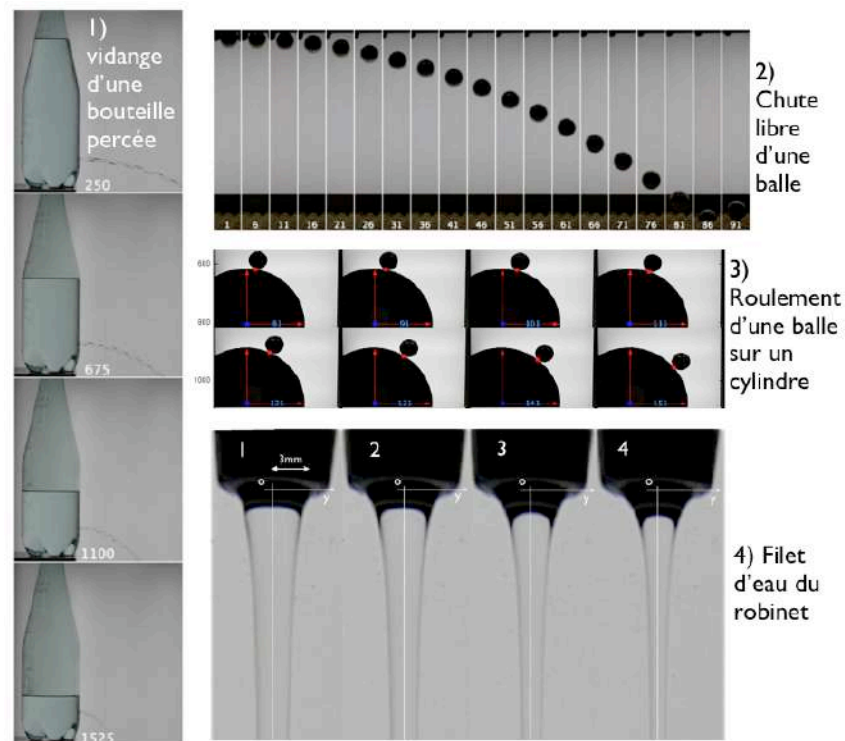 1)
vidange
d'une
bouteille
percée
250
675
1100
1525
1 6 11 16 21 26 31 36 41 46 51 56 61 66 71 76 81 86 91
2)
Chute
libre
d'une
balle
3)
Roulement
d'une balle
sur un
cylindre
1 2 3 4
3mm
o o o o
y y y y
4) Filet
d'eau du
robinet